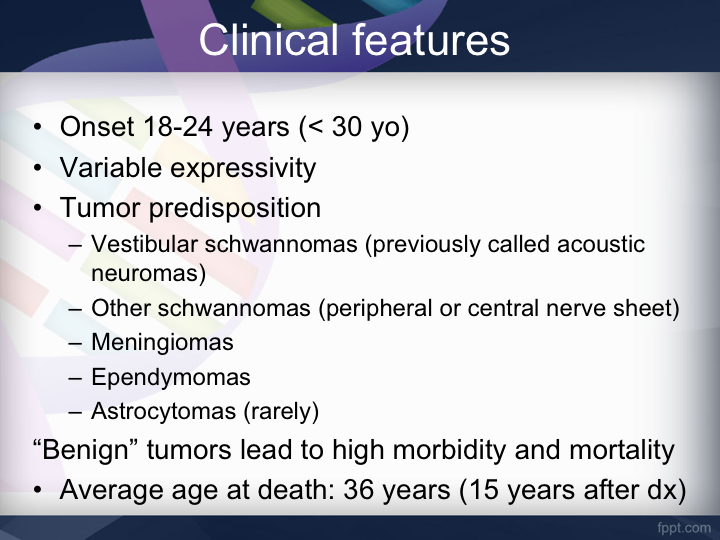 Clinical features
• Onset 18-24 years (< 30 yo)
• Variable expressivity
• Tumor predisposition
– Vestibular schwannomas (previously called acoustic
neuromas)
– Other schwannomas (peripheral or central nerve sheet)
– Meningiomas
– Ependymomas
– Astrocytomas (rarely)
“Benign” tumors lead to high morbidity and mortality
• Average age at death: 36 years (15 years after dx)
fppt.com